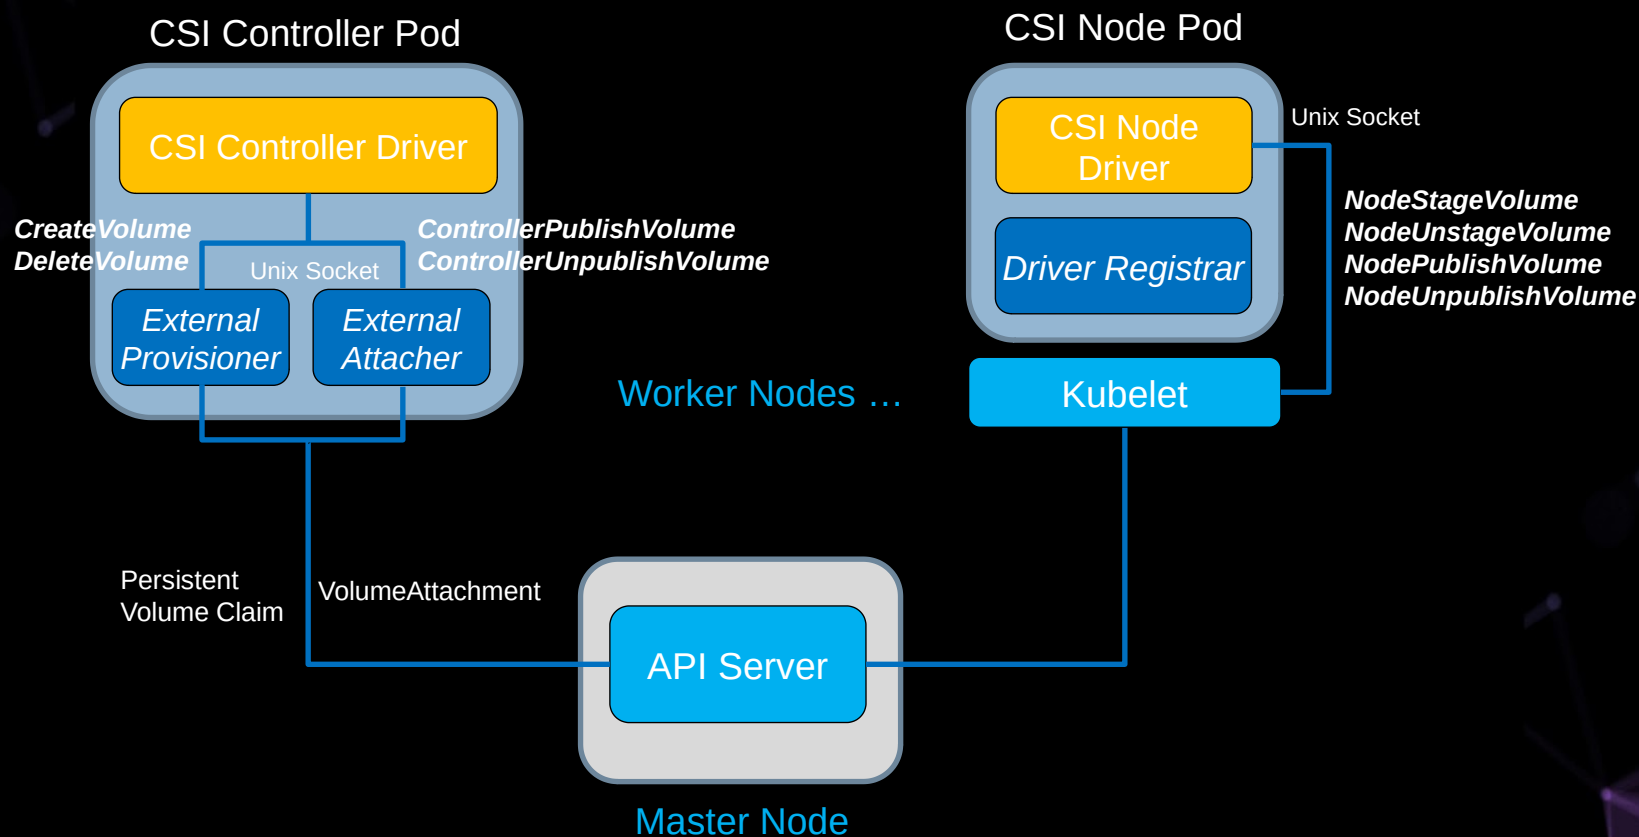 CSI Controller Pod
CSI Controller Driver
CreateVolume
DeleteVolume
Unix Socket
ControllerPublishVolume
ControllerUnpublishVolume
External
Provisioner
External
Attacher
CSI Node Pod
CSI Node
Driver
Unix Socket
NodeStageVolume
NodeUnstageVolume
NodePublishVolume
NodeUnpublishVolume
Driver Registrar
Worker Nodes …
Kubelet
Persistent
Volume Claim
VolumeAttachment
API Server
Master Node